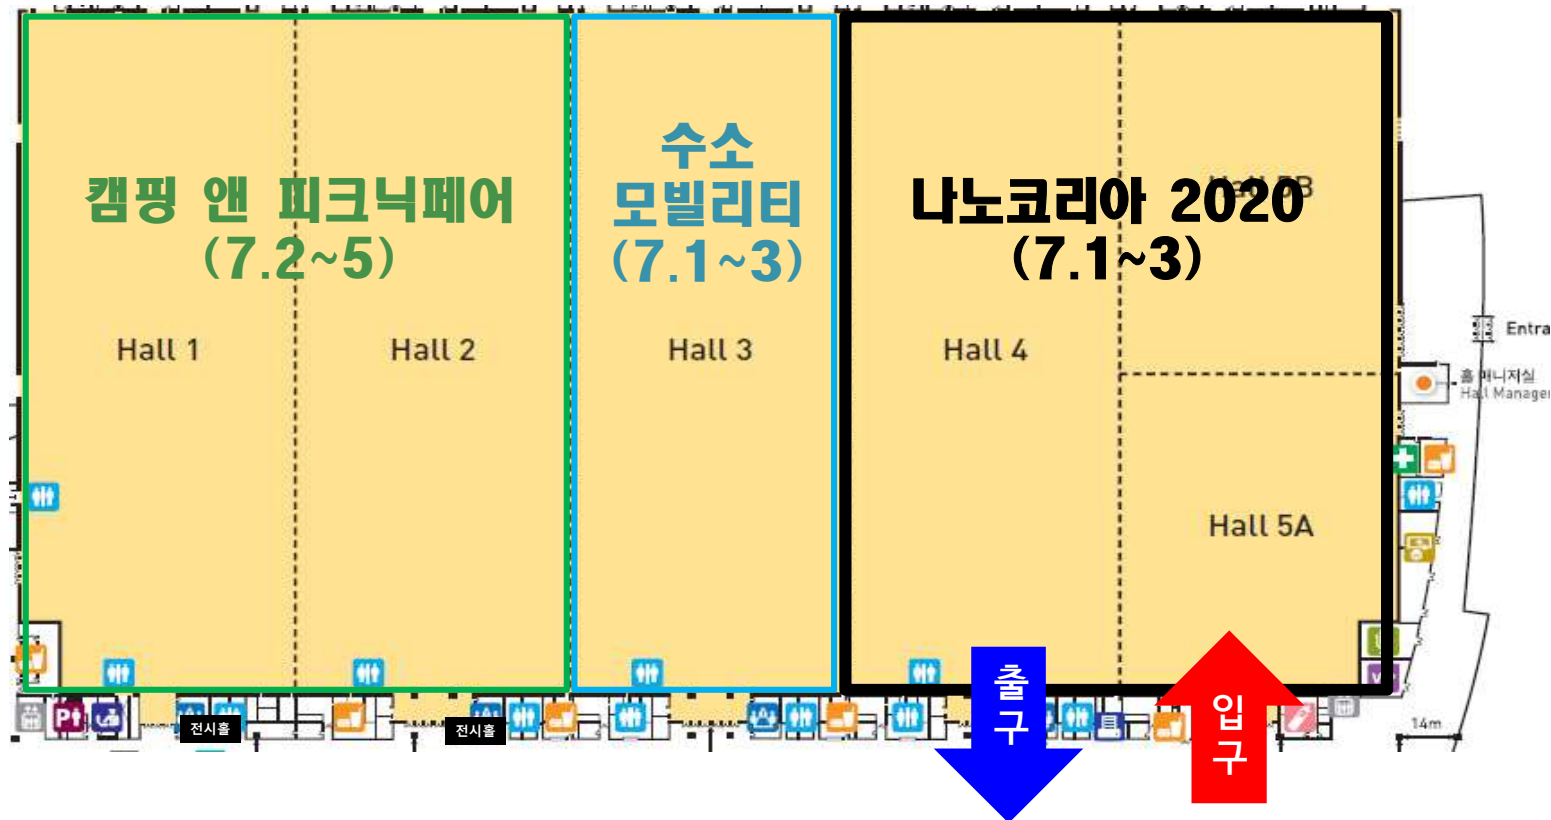 캠핑 앤 피크닉페어
(7.2~5)
수소
모빌리티
(7.1~3)
나노코리아 2020
(7.1~3)
Hall 5B
Hall 1
Hall 2
Hall 3
Hall 4
Hall 5A
Entra
홀 매니저실
Hall Manager
14m
전시홀
전시홀
출구
입구
P